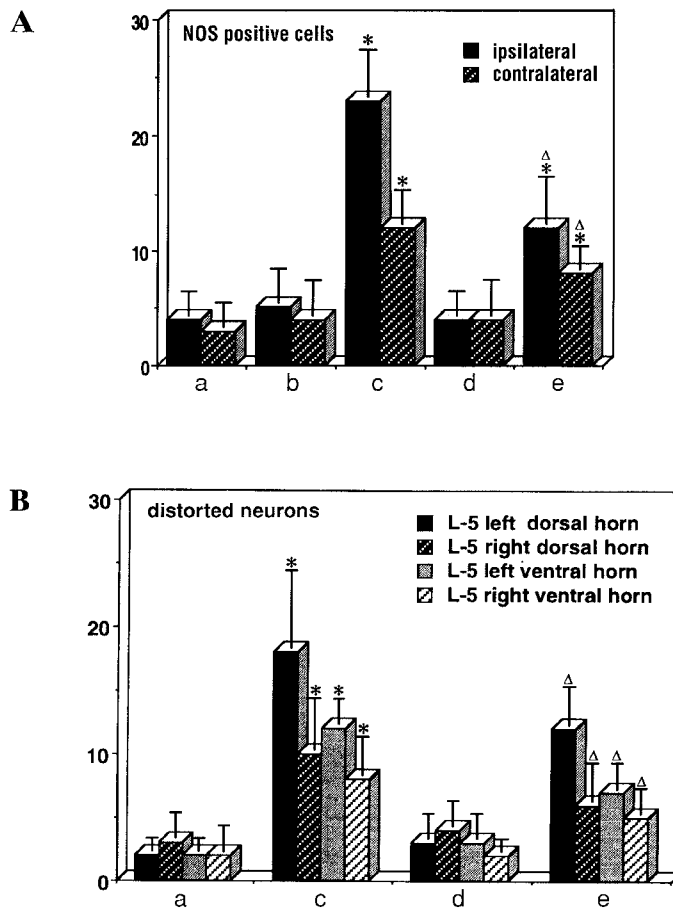 A
30
NOS positive cells
ipsilateral
contralateral
*
*
Δ
*
Δ
*
20
10
0
a b c d e
B
30
distorted neurons
L-5 left dorsal horn
L-5 right dorsal horn
L-5 left ventral horn
L-5 right ventral horn
*
* *
*
Δ
Δ Δ
Δ
20
10
0
a c d e